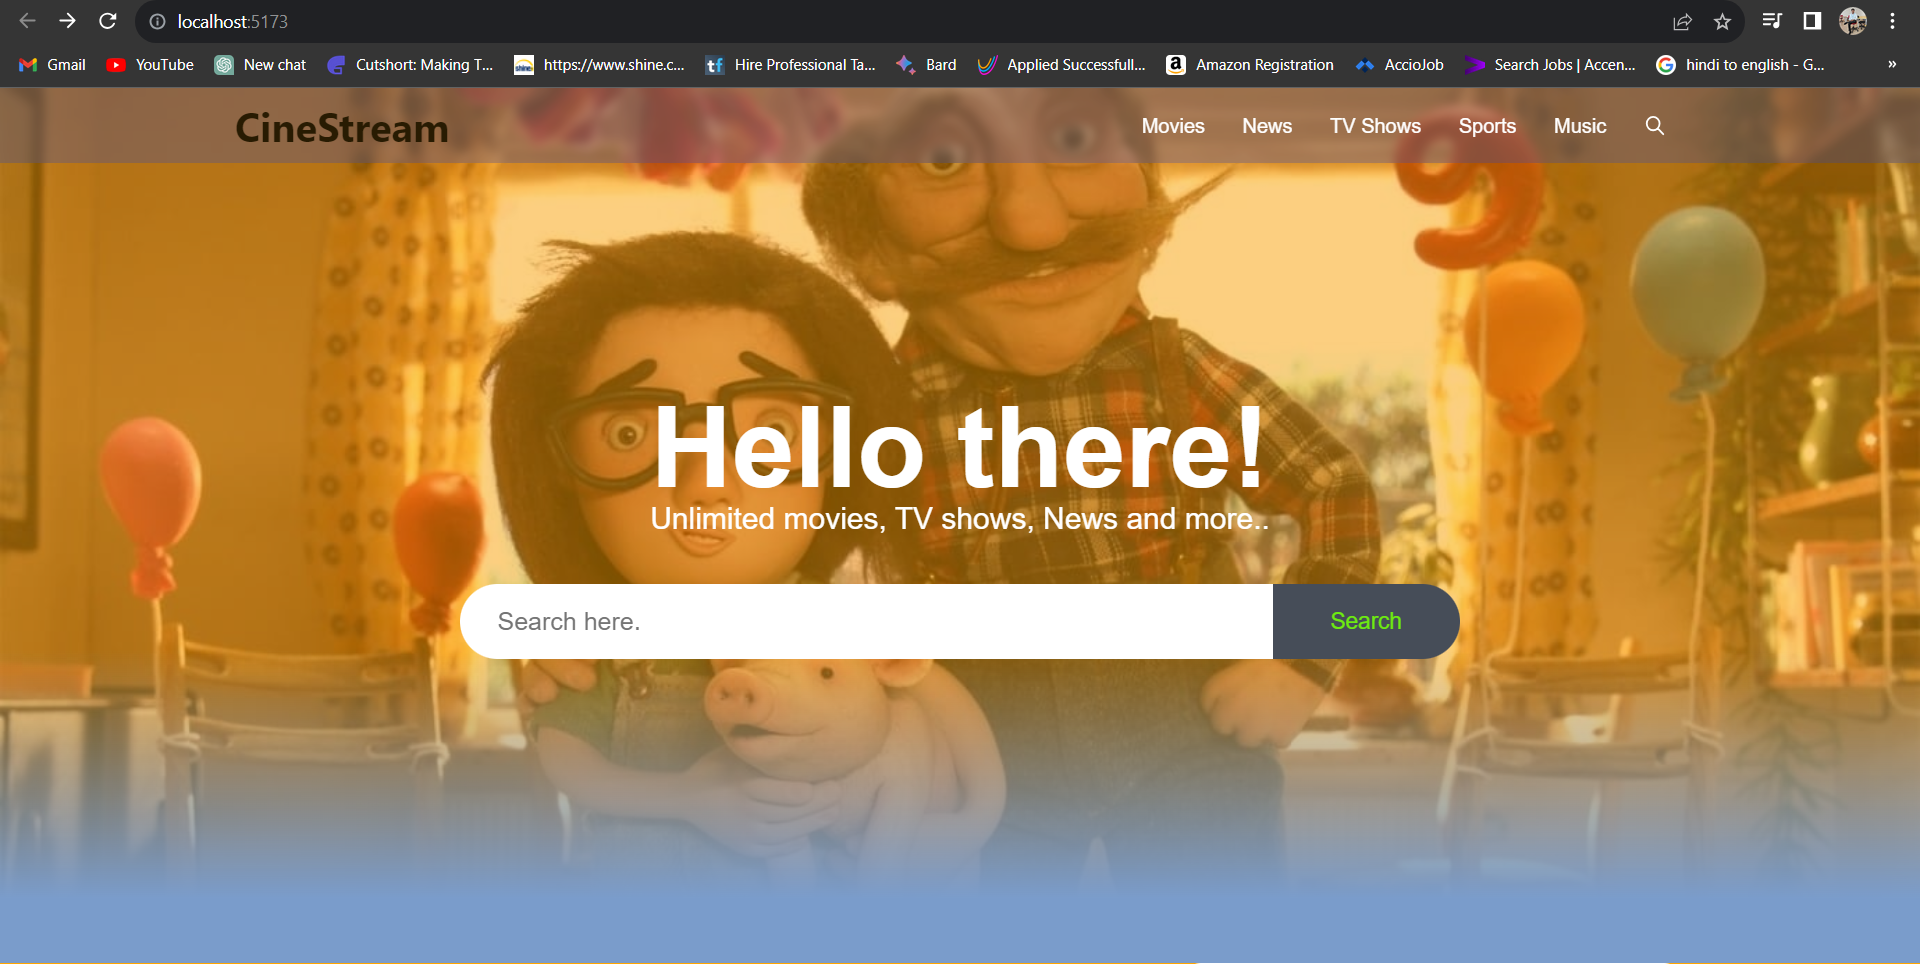 localhost:5173
Gmail YouTube New chat Cutshort: Making T... https://www.shine.c... Hire Professional Ta... Bard Applied Successfull... Amazon Registration AccioJob Search Jobs | Accen... hindi to english - G... »
CineStream Movies News TV Shows Sports Music
Hello there!
Unlimited movies, TV shows, News and more..
Search here. Search